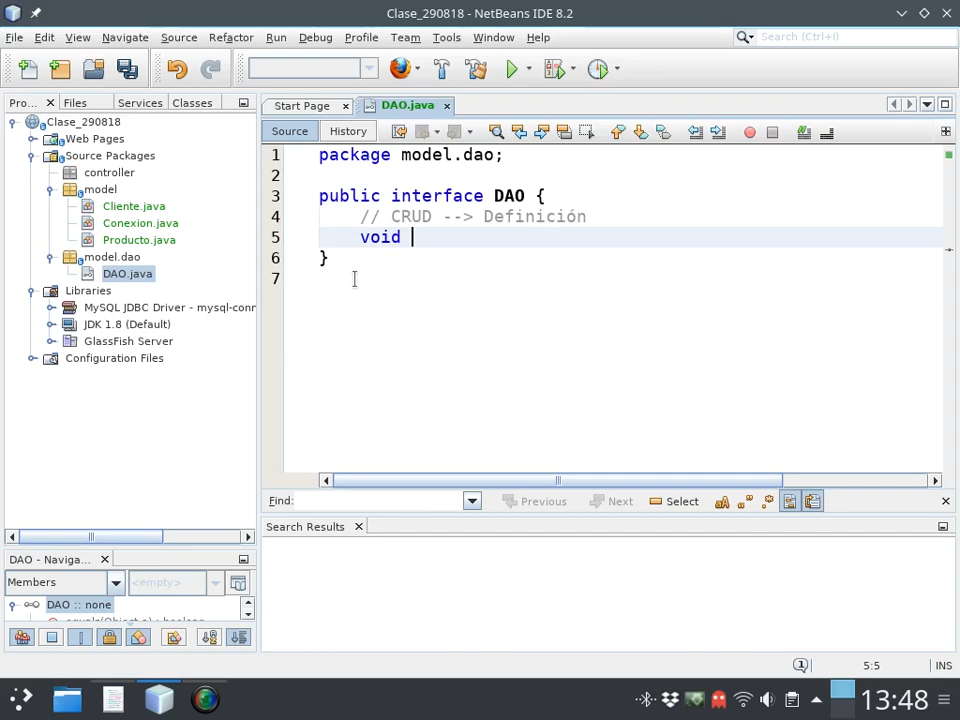 Clase_290818 - NetBeans IDE 8.2
File Edit View Navigate Source Refactor Run Debug Profile Team Tools Window Help
Search (Ctrl+I)
Pro... Files Services Classes
Start Page DAO.java
Source History
Clase_290818
Web Pages
Source Packages
controller
model
Cliente.java
Conexion.java
Producto.java
model.dao
DAO.java
Libraries
MySQL JDBC Driver - mysql-conn
JDK 1.8 (Default)
GlassFish Server
Configuration Files
1 package model.dao;
2
3 public interface DAO {
4 // CRUD --> Definición
5 void
6 }
7
Find: Previous Next Select
Search Results
DAO - Naviga...
Members <empty>
DAO :: none
equals(Object o) : boolean
1 5:5 INS
13:48